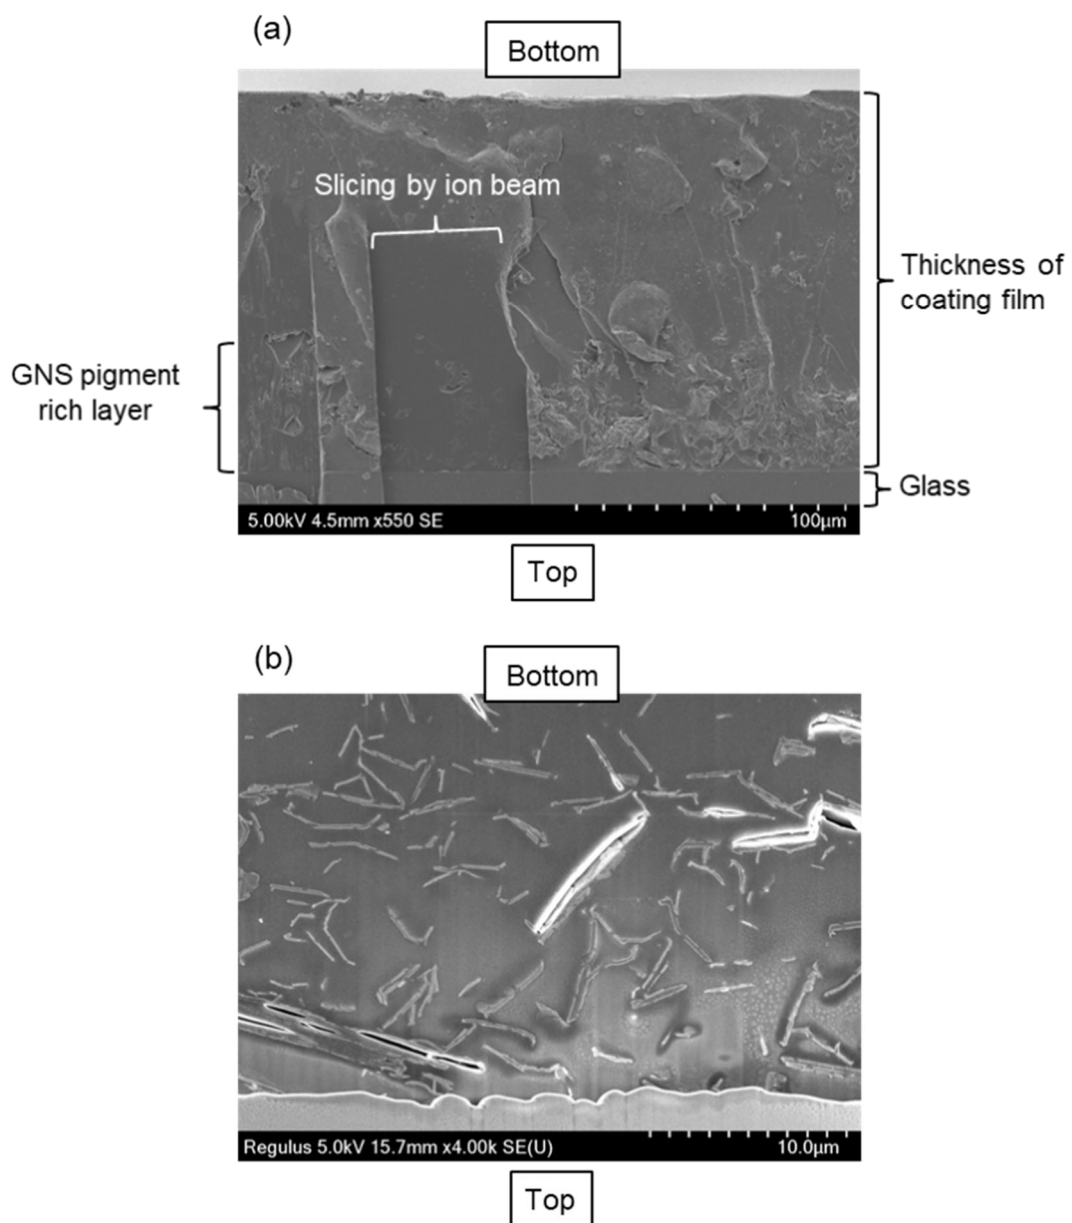 (a)
Bottom
Slicing by ion beam
Thickness of
coating film
GNS pigment
rich layer
Glass
5.00kV 4.5mm x550 SE
100μm
Top
(b)
Bottom
Regulus 5.0kV 15.7mm x4.00k SE(U)
10.0μm
Top